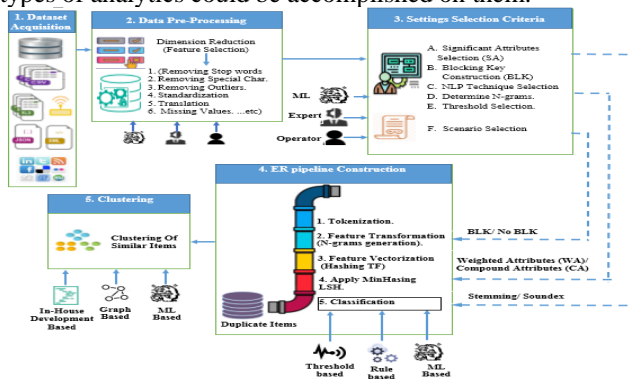 types of analytics could be accomplished on them.
1. Dataset
Acquisition
JSON
XML
2. Data Pre-Processing
Dimension Reduction
(Feature Selection)
1. (Removing Stop words
2. Removing Special Char.
3. Removing Outliers.
4. Standardization
5. Translation
6. Missing Values. ...etc)
3. Settings Selection Criteria
A. Significant Attributes
Selection (SA)
B. Blocking Key
Construction (BLK)
C. NLP Technique Selection
D. Determine N-grams.
E. Threshold Selection.
F. Scenario Selection
ML
Expert
Operator
4. ER pipeline Construction
1. Tokenization.
2. Feature Transformation
(N-grams generation).
3. Feature Vectorization
(Hashing TF)
4. Apply MinHasing
LSH.
5. Classification
Duplicate Items
BLK/ No BLK
Weighted Attributes (WA)/
Compound Attributes (CA)
Stemming/ Soundex
5. Clustering
Clustering Of
Similar Items
In-House
Development
Based
Graph
Based
ML
Based
Threshold
based
Rule
based
ML
Based